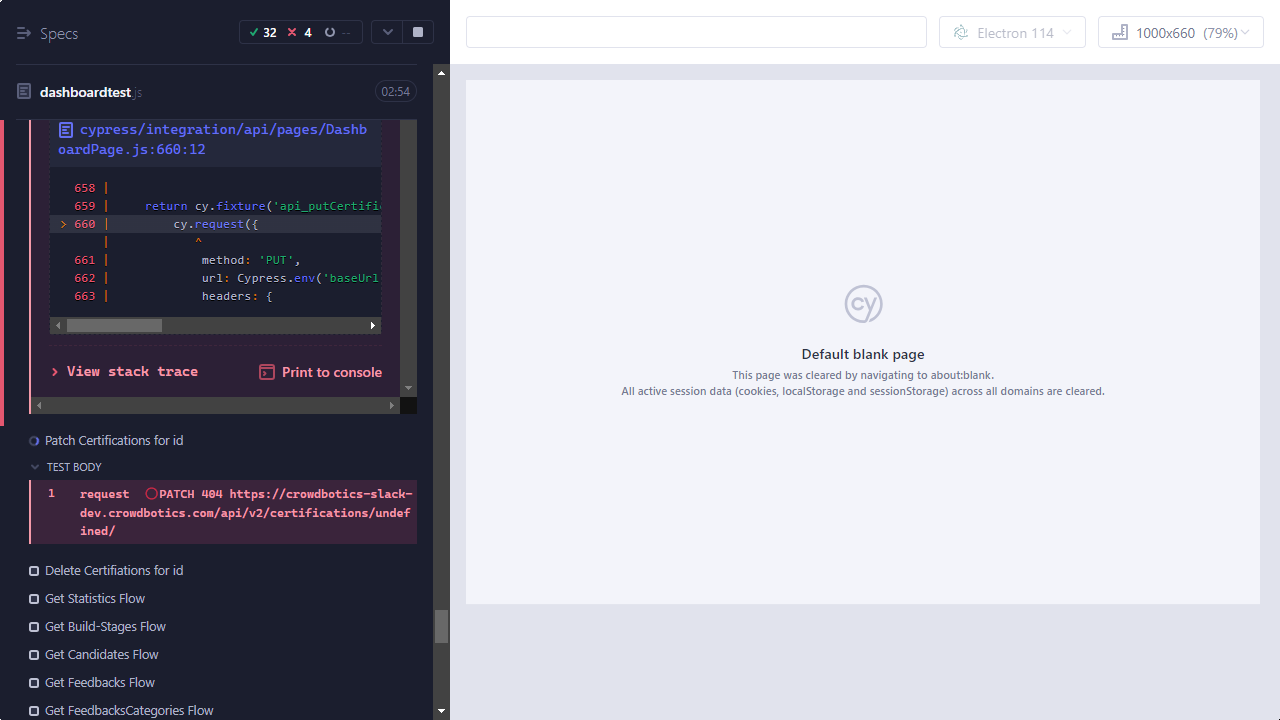 Specs
32 4 --
Electron 114
1000x660 (79%)
dashboardtest.js
02:54
cypress/integration/api/pages/Dashb
oardPage.js:660:12
658 |
659 | return cy.fixture('api_putCertifi
> 660 | cy.request({
| ^
661 | method: 'PUT',
662 | url: Cypress.env('baseUrl
663 | headers: {
View stack trace
Print to console
Patch Certifications for id
TEST BODY
1 request PATCH 404 https://crowdbotics-slack-
dev.crowdbotics.com/api/v2/certifications/undef
ined/
Delete Certifiations for id
Get Statistics Flow
Get Build-Stages Flow
Get Candidates Flow
Get Feedbacks Flow
Get FeedbacksCategories Flow
cy
Default blank page
This page was cleared by navigating to about:blank.
All active session data (cookies, localStorage and sessionStorage) across all domains are cleared.